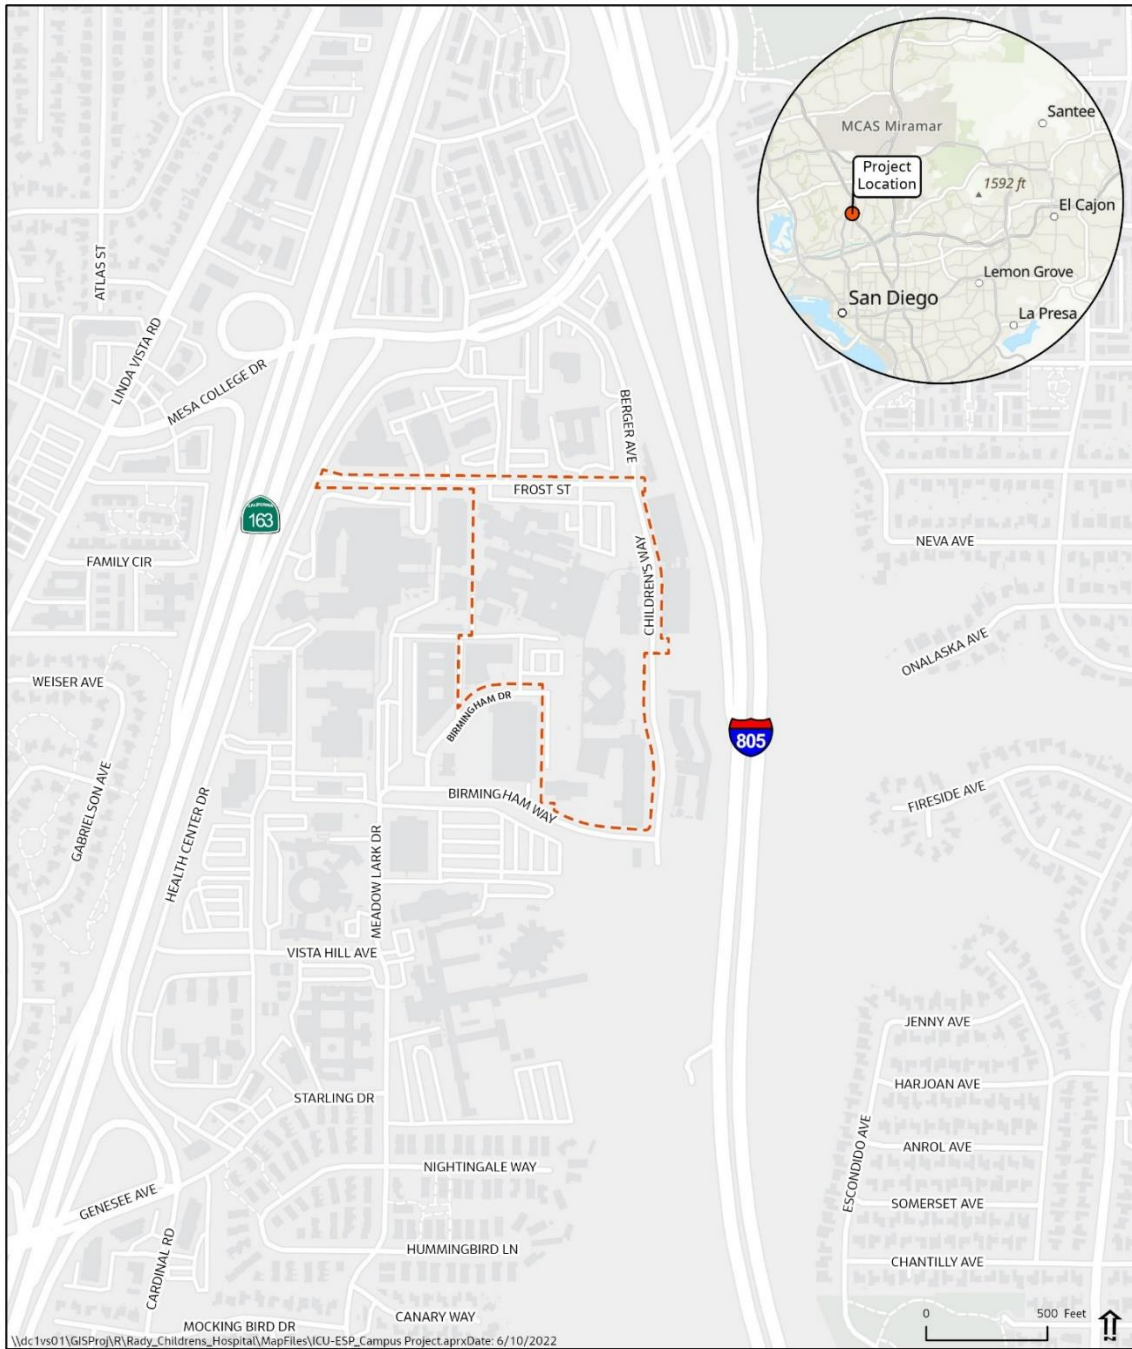 MCAS Miramar
Santee
Project
Location
1592 ft
El Cajon
Lemon Grove
San Diego
La Presa
ATLAS ST
LINDA VISTA RD
MESA COLLEGE DR
BERGER AVE
FROST ST
CALIFORNIA
163
CHILDREN'S WAY
NEVA AVE
FAMILY CIR
ONALASKA AVE
WEISER AVE
BIRMINGHAM DR
805
GABRIELSON AVE
HEALTH CENTER DR
BIRMINGHAM WAY
FIRESIDE AVE
MEADOW LARK DR
VISTA HILL AVE
JENNY AVE
HARJOAN AVE
STARLING DR
ESCONDIDO AVE
ANROL AVE
NIGHTINGALE WAY
GENESEE AVE
SOMERSET AVE
CARDINAL RD
HUMMINGBIRD LN
CHANTILLY AVE
CANARY WAY
MOCKING BIRD DR
0 500 Feet
N
\\dc1vs01\GISProj\R\Rady_Childrens_Hospital\MapFiles\ICU-ESP_Campus Project.aprxDate: 6/10/2022